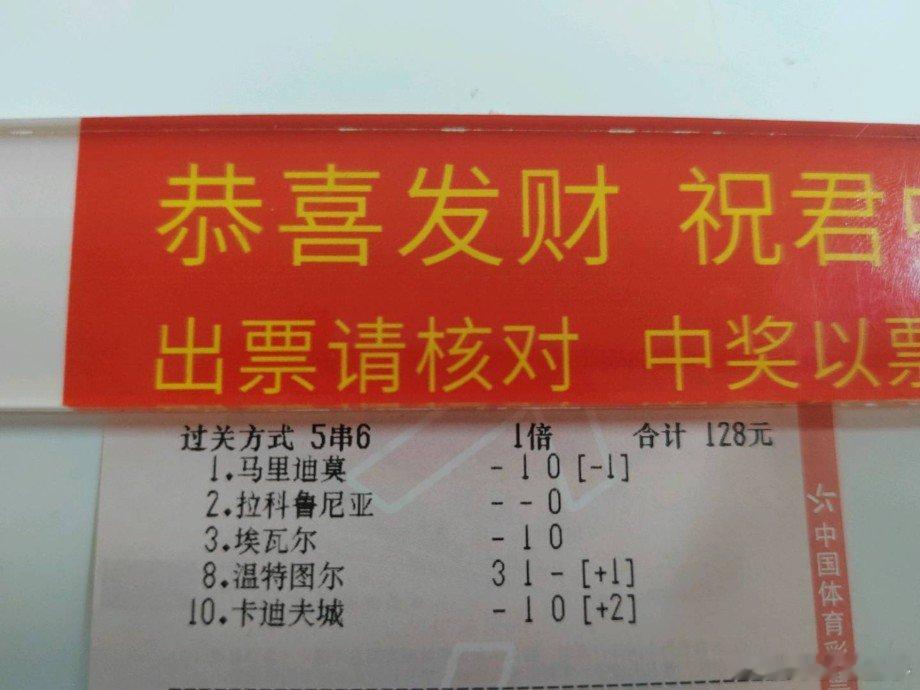 恭喜发财 祝君
出票请核对 中奖以票
过关方式 5串6 1倍 合计 128元
1.马里迪莫 - 1 0 [-1]
2.拉科鲁尼亚 - - 0
3.埃瓦尔 - 1 0
8.温特图尔 3 1 - [+1]
10.卡迪夫城 - 1 0 [+2]
中国体育